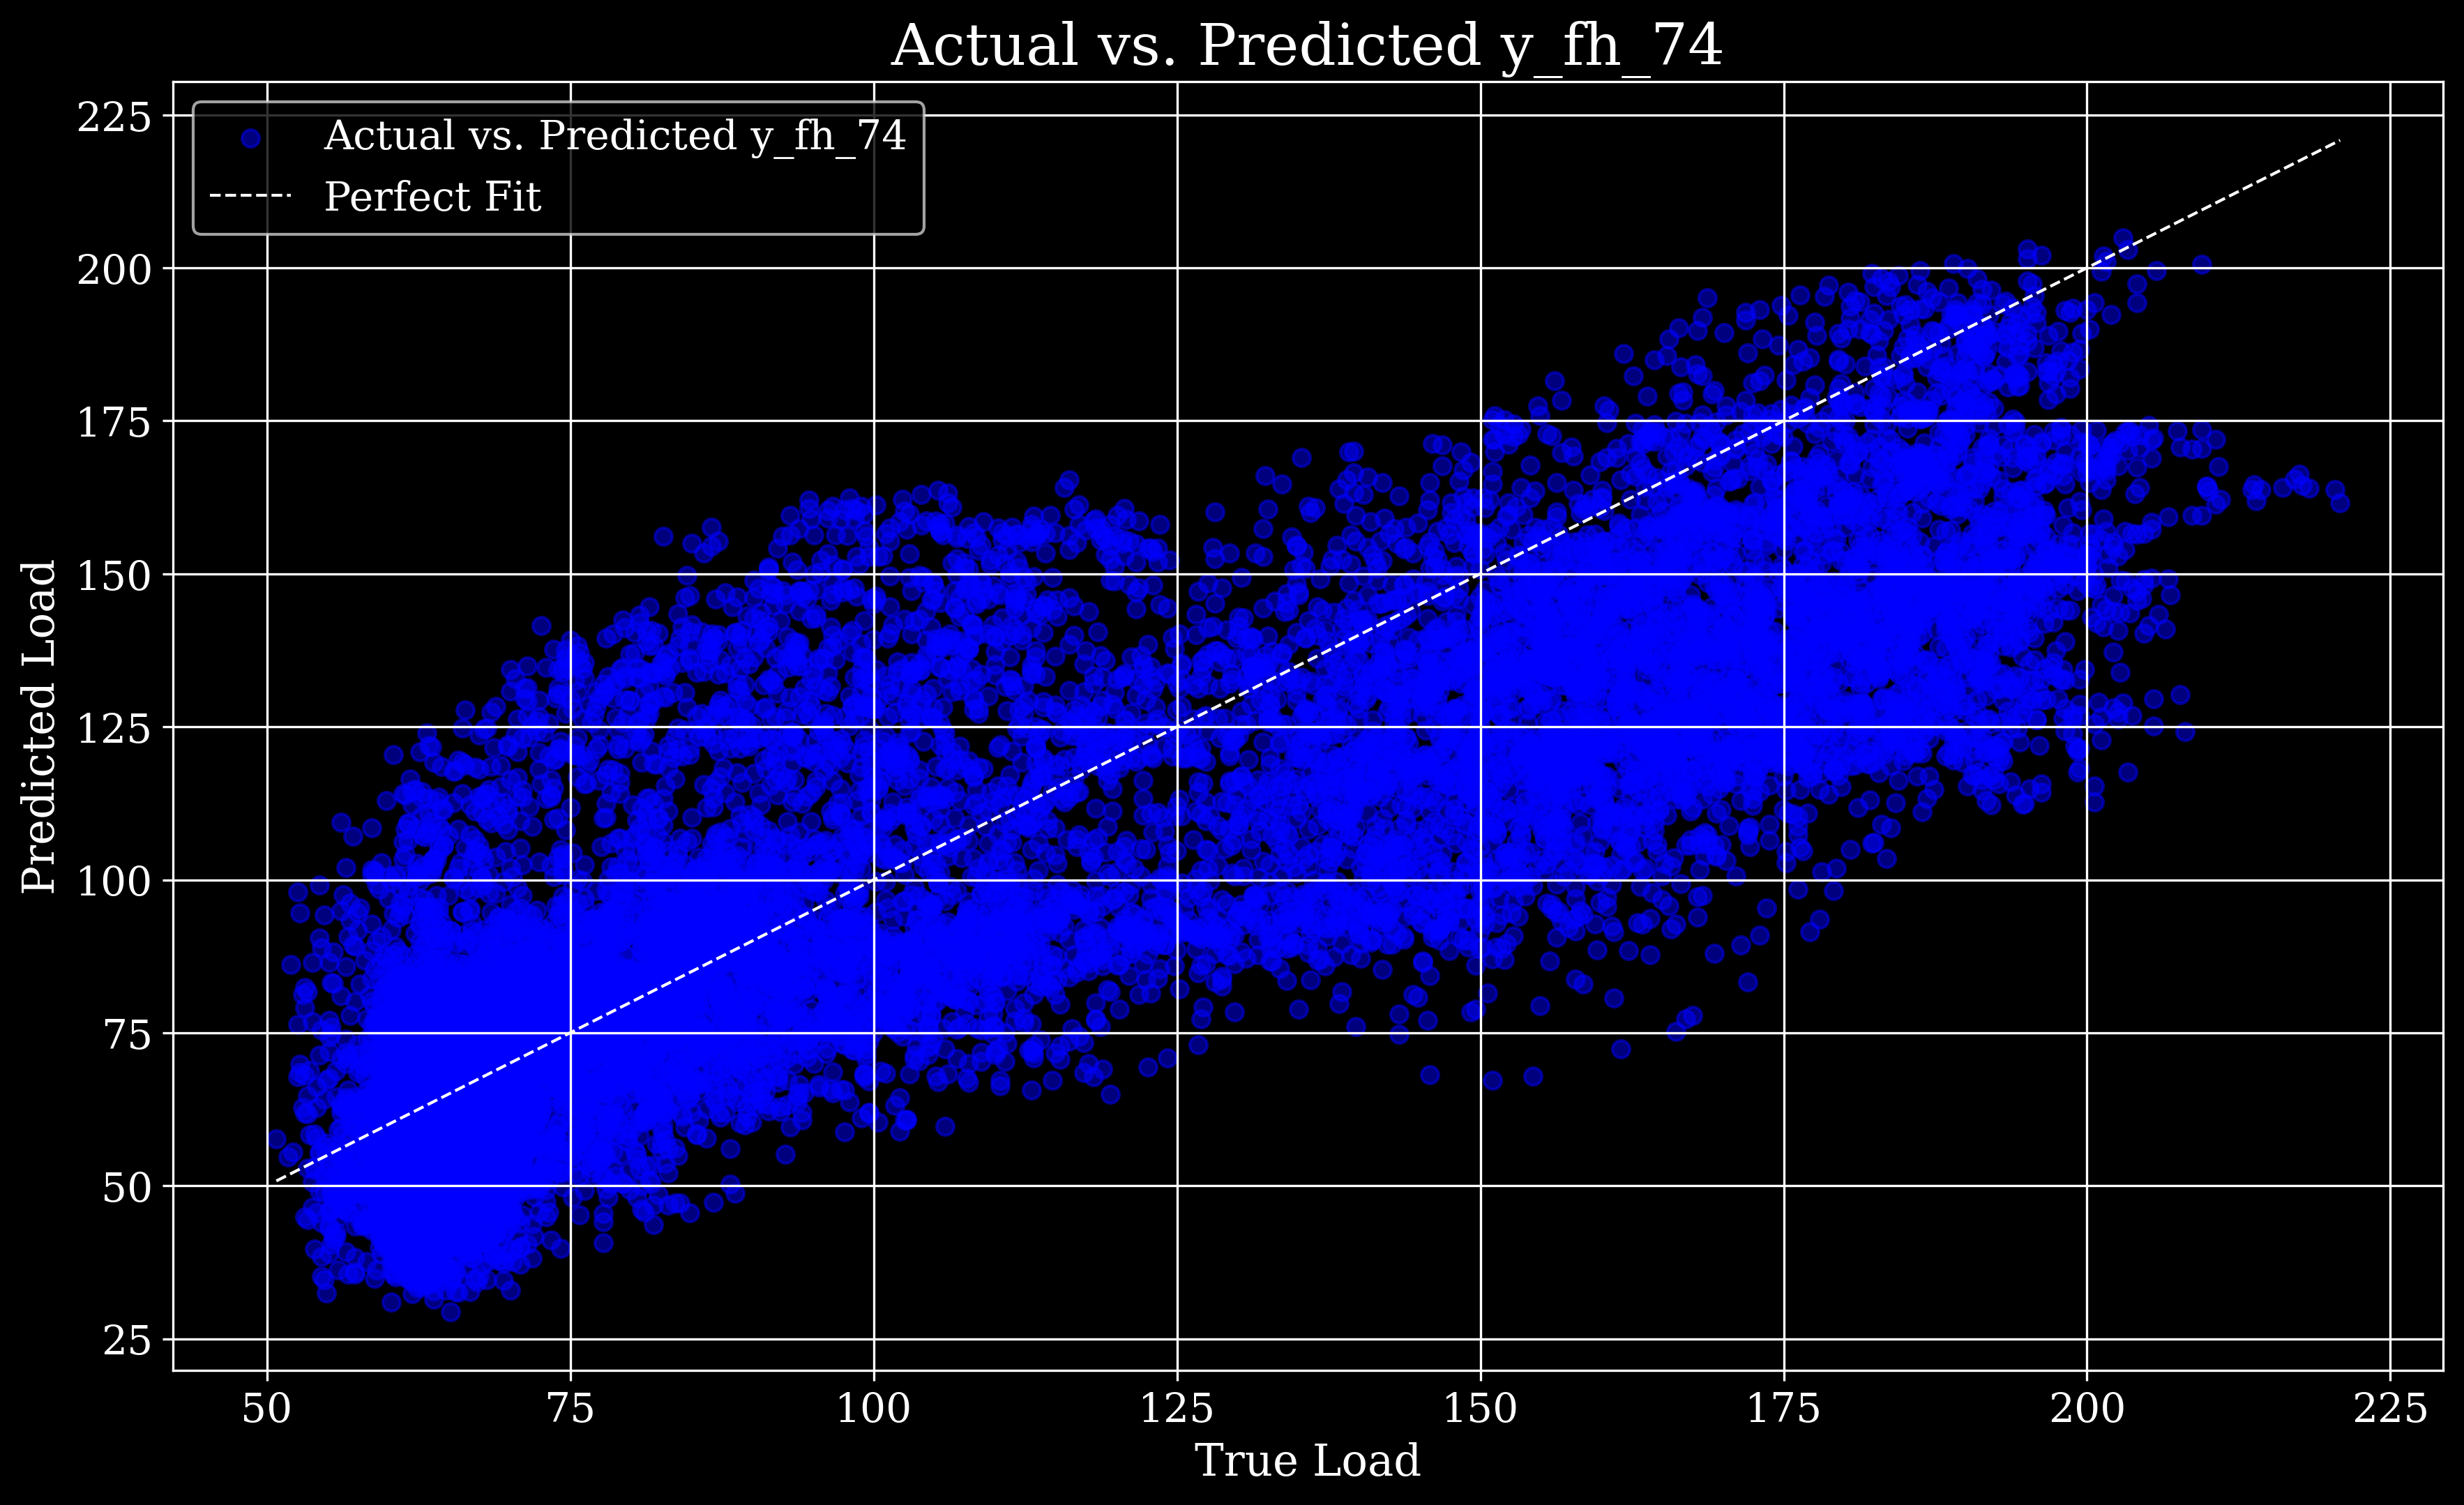 Actual vs. Predicted y_fh_74
Actual vs. Predicted y_fh_74
Perfect Fit
Predicted Load
225
200
175
150
125
100
75
50
25
50 75 100 125 150 175 200 225
True Load